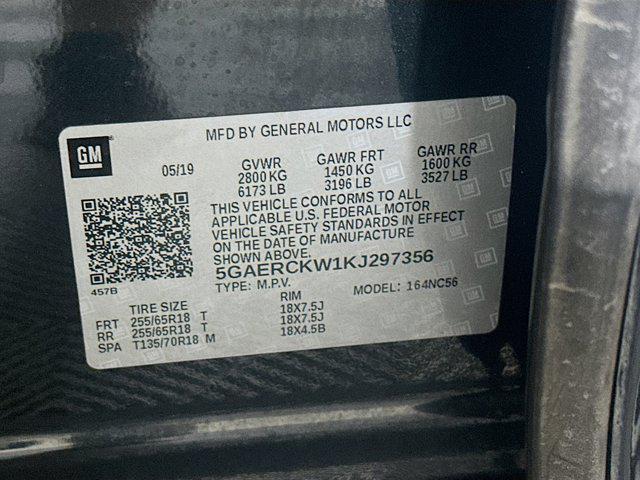 MFD BY GENERAL MOTORS LLC
GM
05/19
GVWR GAWR FRT GAWR RR
2800 KG 1450 KG 1600 KG
6173 LB 3196 LB 3527 LB
THIS VEHICLE CONFORMS TO ALL
APPLICABLE U.S. FEDERAL MOTOR
VEHICLE SAFETY STANDARDS IN EFFECT
ON THE DATE OF MANUFACTURE
SHOWN ABOVE.
5GAERCKW1KJ297356
457B
TYPE: M.P.V. MODEL: 164NC56
TIRE SIZE RIM
FRT 255/65R18 T 18X7.5J
RR 255/65R18 T 18X7.5J
SPA T135/70R18 M 18X4.5B